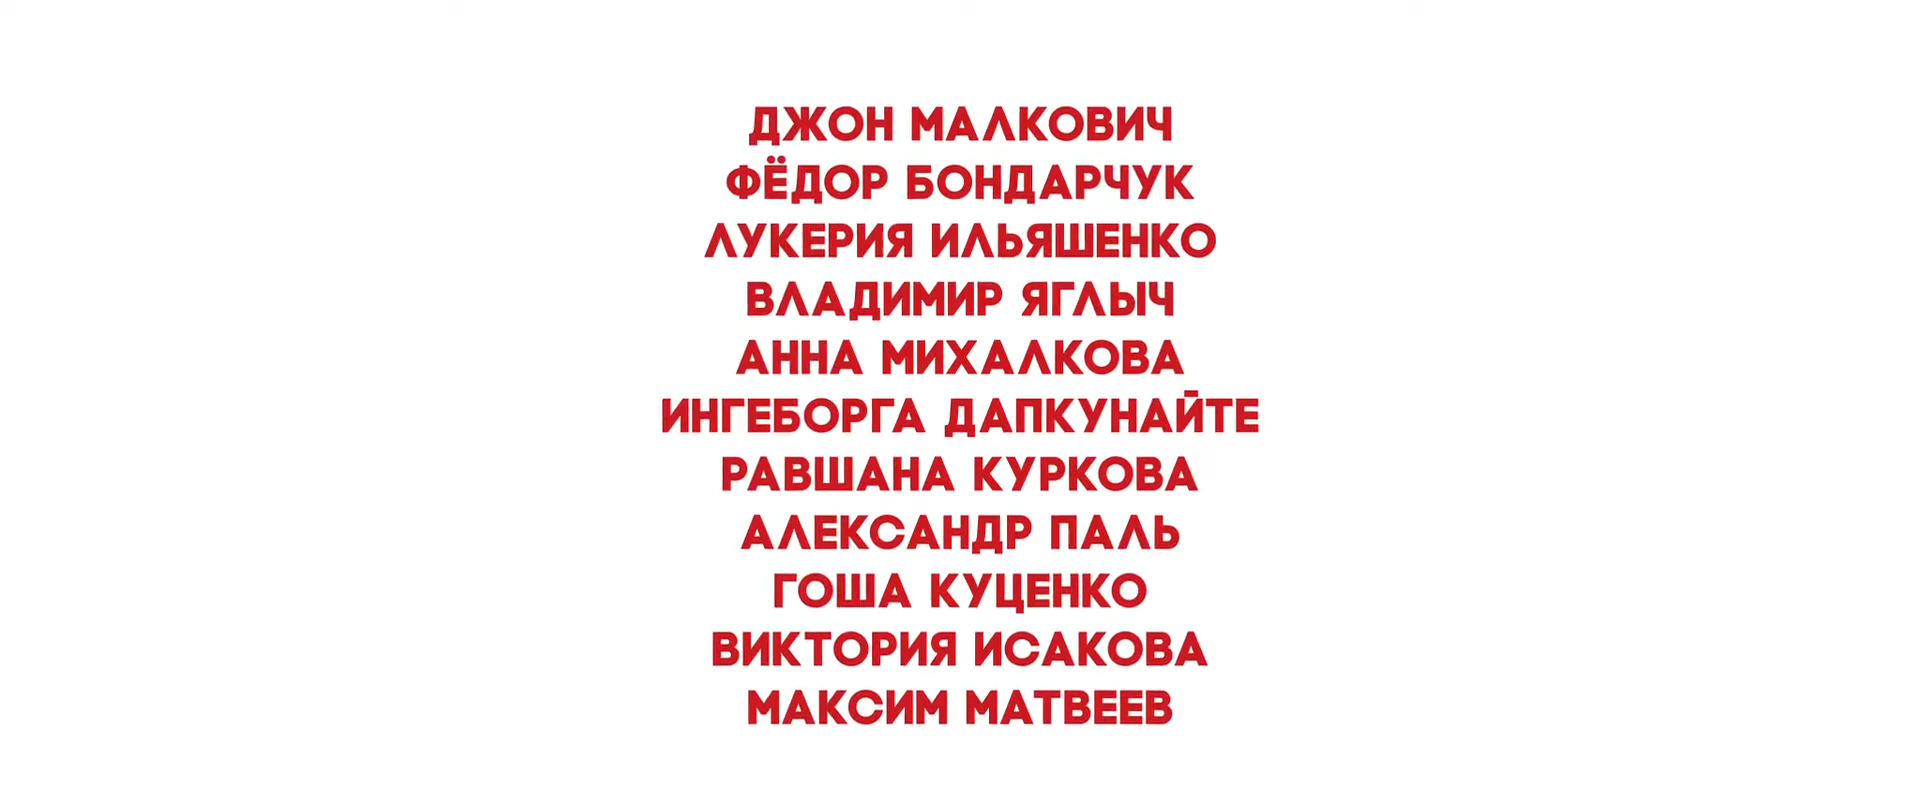 ДЖОН МАЛКОВИЧ
ФЁДОР БОНДАРЧУК
ЛУКЕРИЯ ИЛЬЯШЕНКО
ВЛАДИМИР ЯГЛЫЧ
АННА МИХАЛКОВА
ИНГЕБОРГА ДАПКУНАЙТЕ
РАВШАНА КУРКОВА
АЛЕКСАНДР ПАЛЬ
ГОША КУЦЕНКО
ВИКТОРИЯ ИСАКОВА
МАКСИМ МАТВЕЕВ